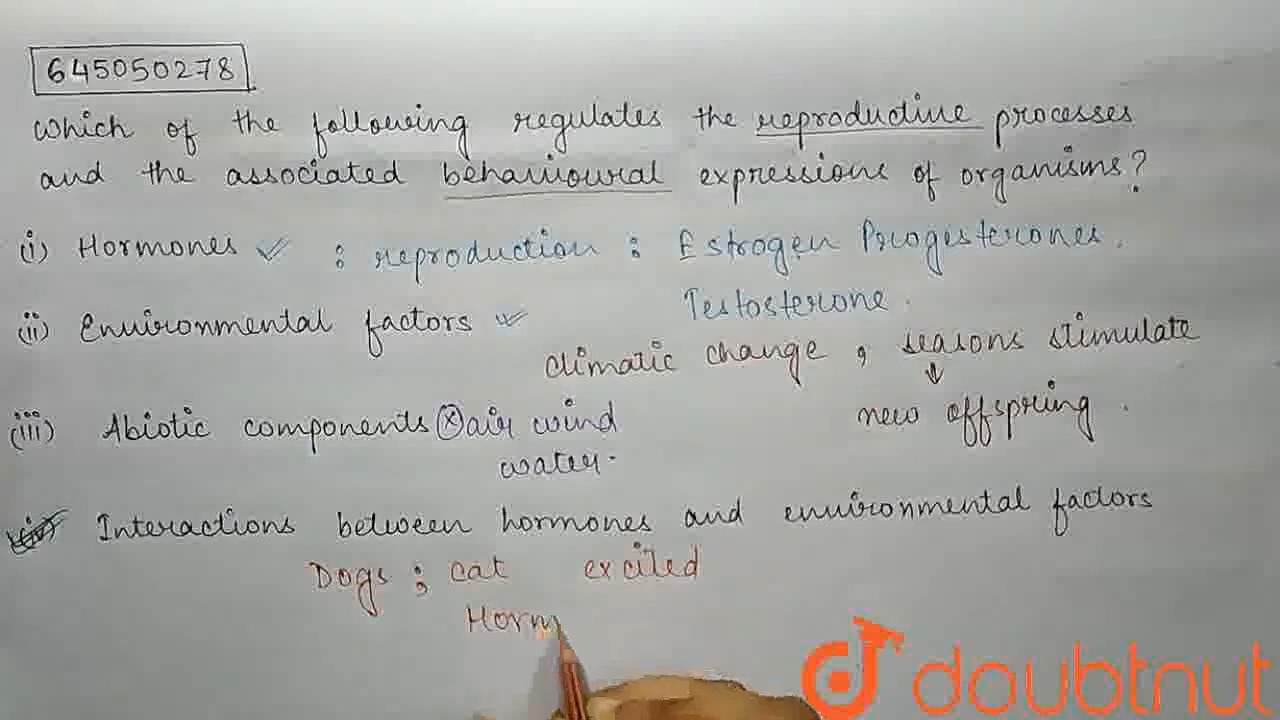 645050278
which of the following regulates the reproductive processes
and the associated behavioural expressions of organisms?
(i) Hormones ✓ : reproduction : Estrogen Progesterones.
Testosterone.
(ii) Environmental factors ✓
climatic change, seasons stimulate
↓
new offspring.
(iii) Abiotic components ⓧ air wind
water.
(iv) Interactions between hormones and environmental factors
Dogs ; cat excited
Horm
doubtnut